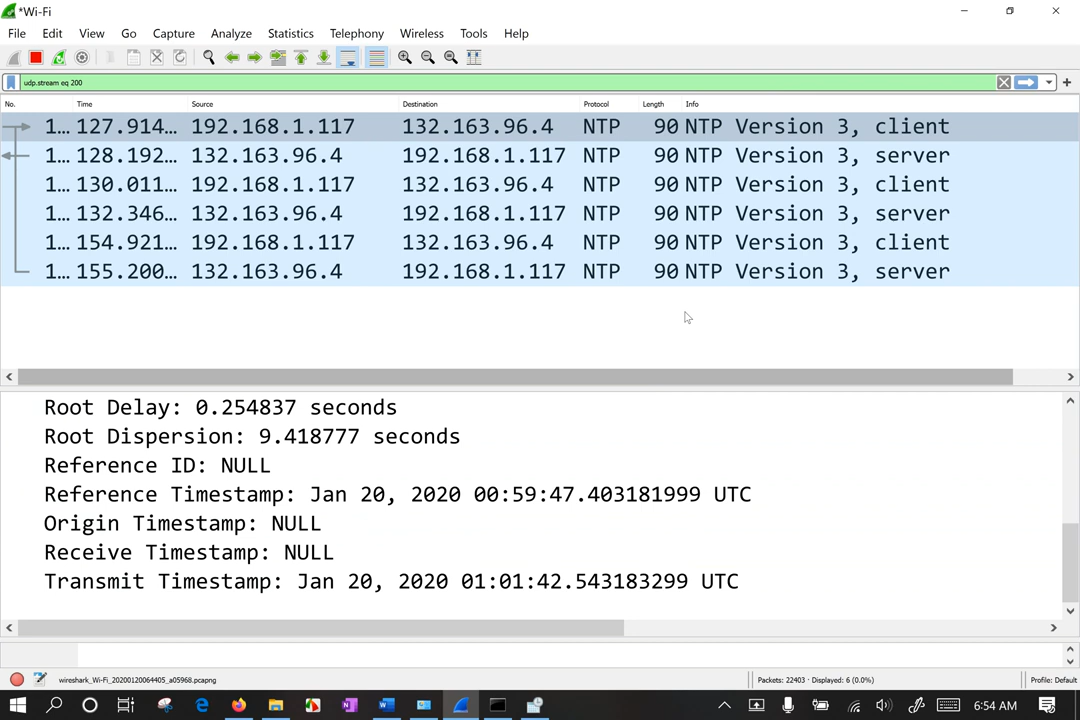 *Wi-Fi
File Edit View Go Capture Analyze Statistics Telephony Wireless Tools Help
udp.stream eq 200
No. Time Source Destination Protocol Length Info
1... 127.914... 192.168.1.117 132.163.96.4 NTP 90 NTP Version 3, client
1... 128.192... 132.163.96.4 192.168.1.117 NTP 90 NTP Version 3, server
1... 130.011... 192.168.1.117 132.163.96.4 NTP 90 NTP Version 3, client
1... 132.346... 132.163.96.4 192.168.1.117 NTP 90 NTP Version 3, server
1... 154.921... 192.168.1.117 132.163.96.4 NTP 90 NTP Version 3, client
1... 155.200... 132.163.96.4 192.168.1.117 NTP 90 NTP Version 3, server
Root Delay: 0.254837 seconds
Root Dispersion: 9.418777 seconds
Reference ID: NULL
Reference Timestamp: Jan 20, 2020 00:59:47.403181999 UTC
Origin Timestamp: NULL
Receive Timestamp: NULL
Transmit Timestamp: Jan 20, 2020 01:01:42.543183299 UTC
wireshark_Wi-Fi_20200120064405_a05968.pcapng Packets: 22403 · Displayed: 6 (0.0%) Profile: Default
6:54 AM